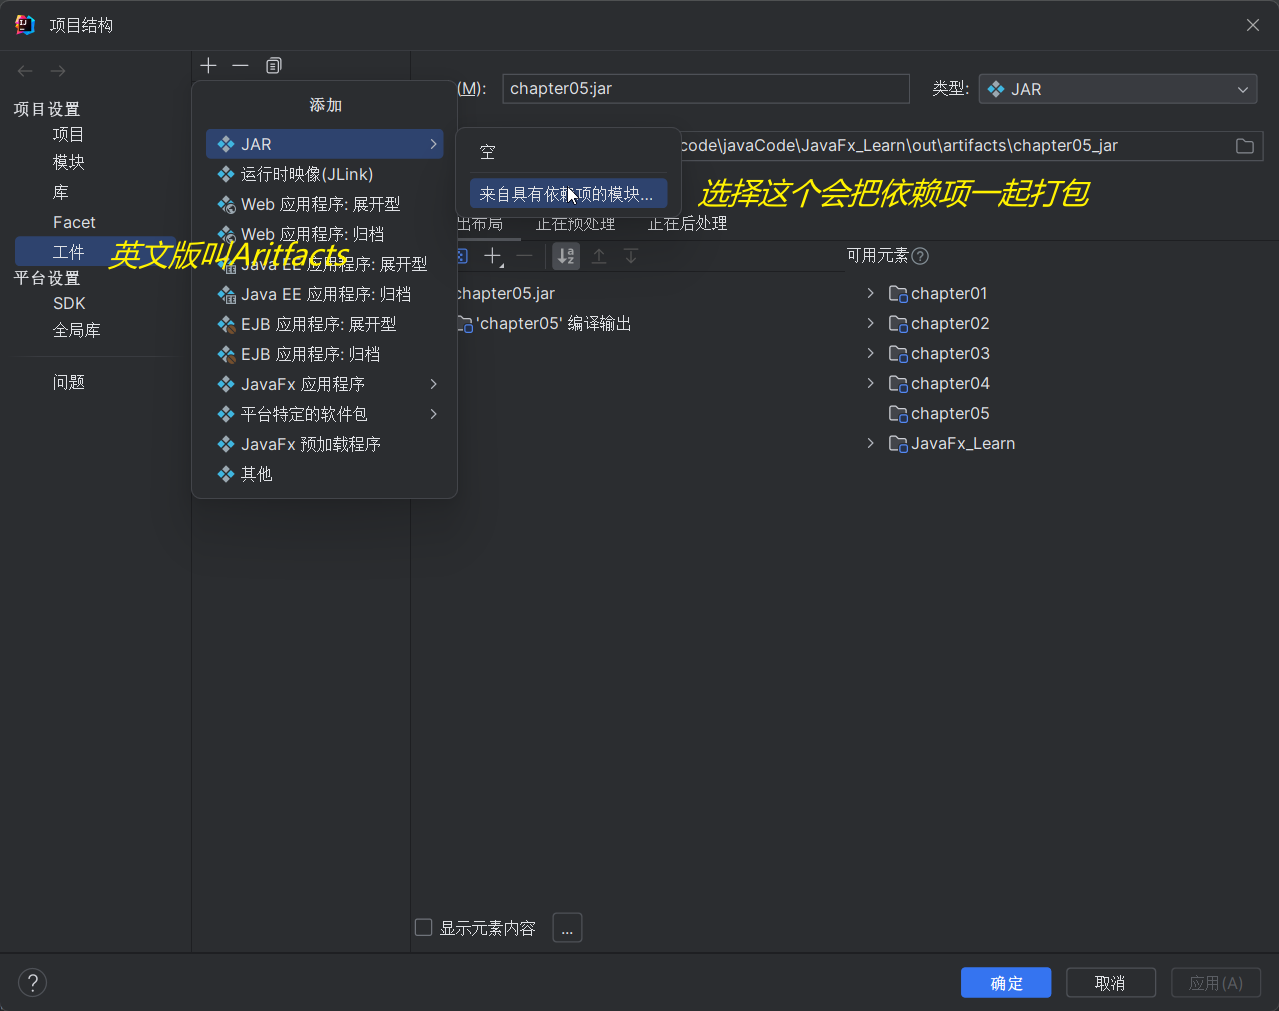 项目结构
项目设置
项目
模块
库
Facet
工件
平台设置
SDK
全局库
问题
英文版叫Aritfacts
添加
JAR
运行时映像(JLink)
Web 应用程序: 展开型
Web 应用程序: 归档
Java EE 应用程序: 展开型
Java EE 应用程序: 归档
EJB 应用程序: 展开型
EJB 应用程序: 归档
JavaFx 应用程序
平台特定的软件包
JavaFx 预加载程序
其他
空
来自具有依赖项的模块...
选择这个会把依赖项一起打包
(M): chapter05:jar
类型: JAR
code\javaCode\JavaFx_Learn\out\artifacts\chapter05_jar
出布局 正在预处理 正在后处理
可用元素
chapter05.jar
'chapter05' 编译输出
chapter01
chapter02
chapter03
chapter04
chapter05
JavaFx_Learn
显示元素内容 ...
? 确定 取消 应用(A)